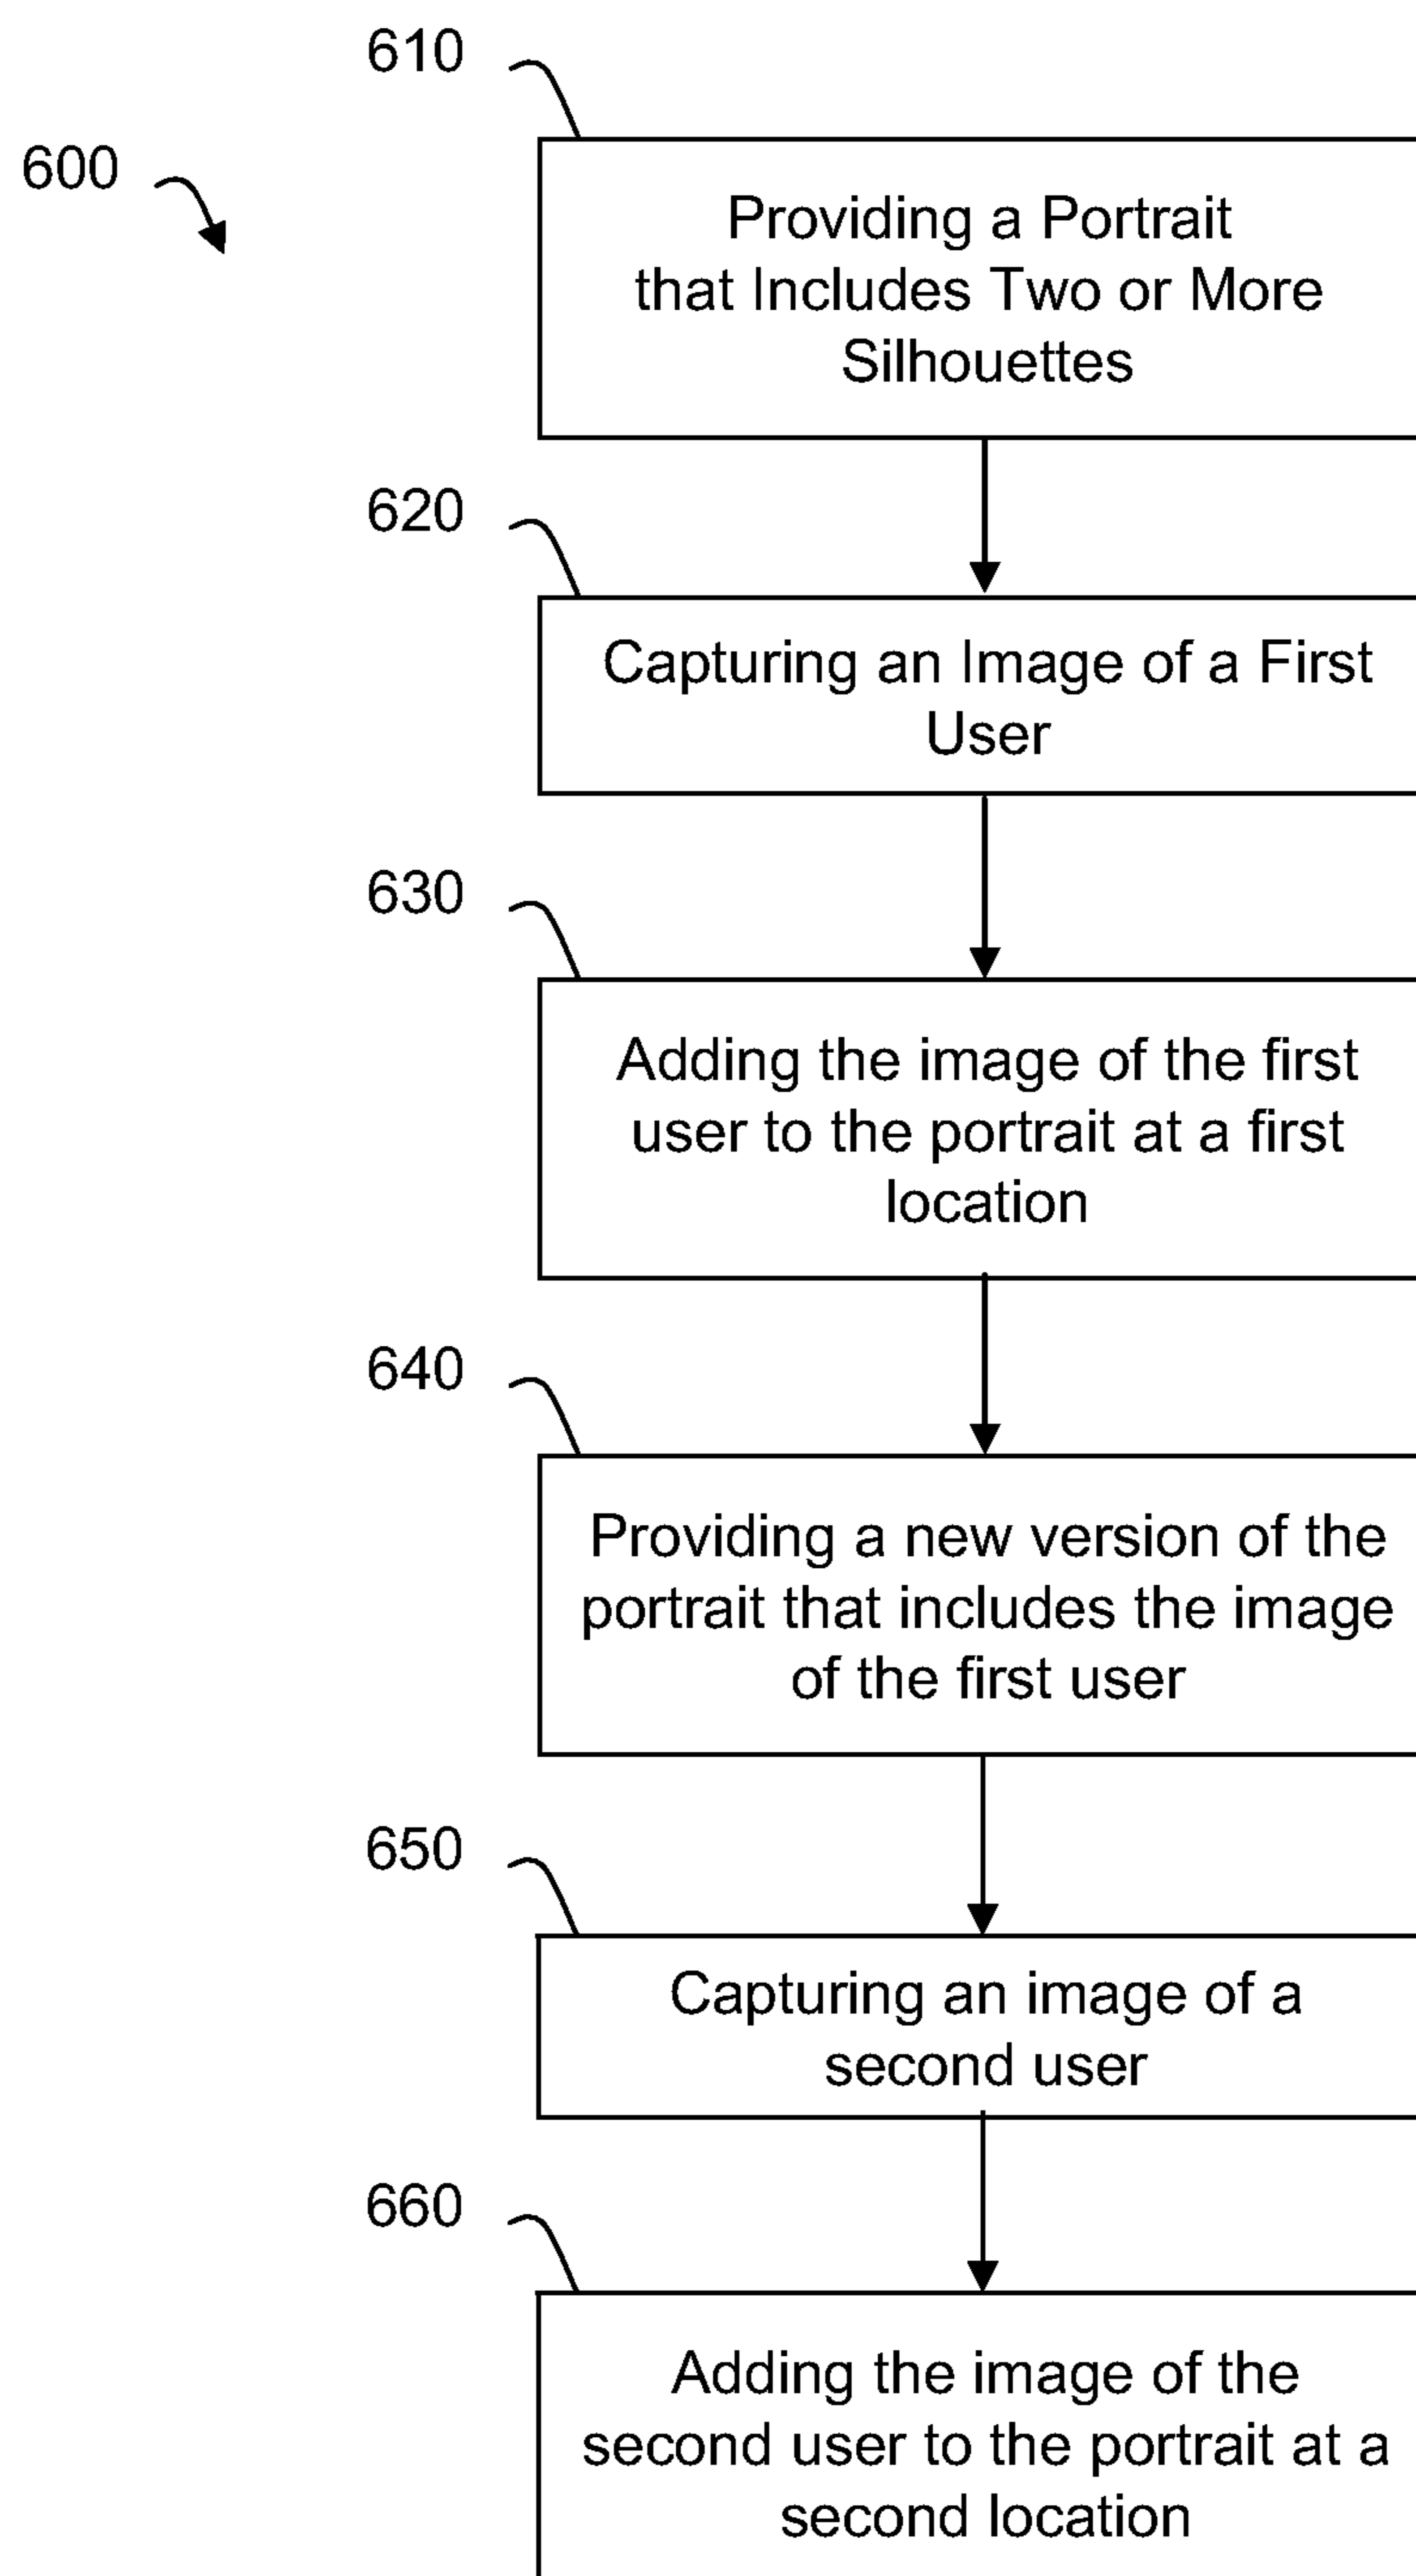 610
600
Providing a Portrait
that Includes Two or More
Silhouettes
620
Capturing an Image of a First
User
630
Adding the image of the first
user to the portrait at a first
location
640
Providing a new version of the
portrait that includes the image
of the first user
650
Capturing an image of a
second user
660
Adding the image of the
second user to the portrait at a
second location